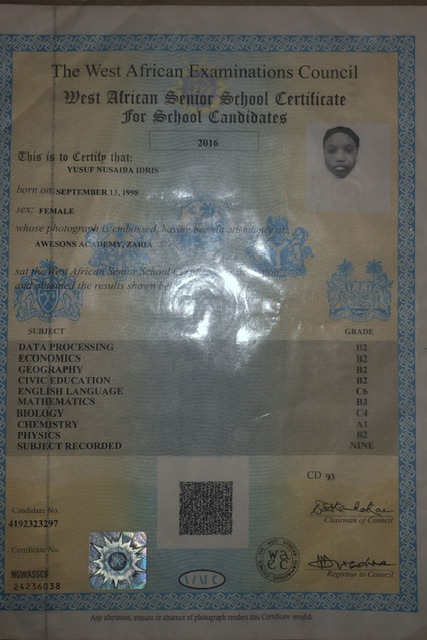 The West African Examinations Council
West African Senior School Certificate
For School Candidates
2016
This is to Certify that:
YUSUF NUSAIBA IDRIS
born on: SEPTEMBER 13, 1998
sex: FEMALE
whose photograph is embossed, having been in attendance at:
AWESONS ACADEMY, ZARIA
sat the West African Senior School Certificate
and obtained the results shown
SUBJECT GRADE
DATA PROCESSING B2
ECONOMICS B2
GEOGRAPHY B2
CIVIC EDUCATION B2
ENGLISH LANGUAGE C6
MATHEMATICS B3
BIOLOGY C4
CHEMISTRY A1
PHYSICS B2
SUBJECT RECORDED NINE
CD 93
Candidate No.
4192323297
Chairman of Council
Certificate No.
NGWASSCS
24236038
Registrar to Council
Any alteration, erasure or absence of photograph renders this Certificate invalid.